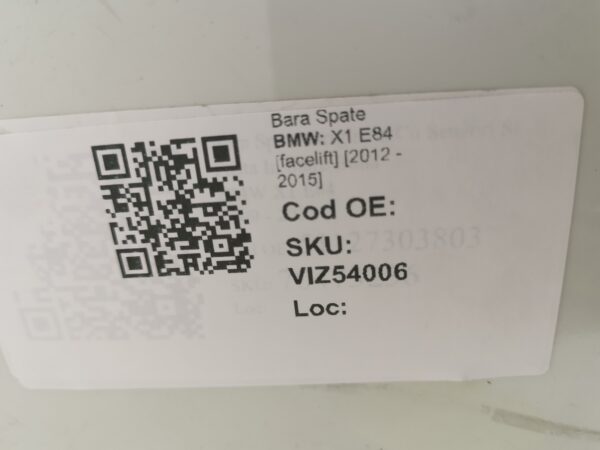 Bara Spate
BMW: X1 E84
[facelift] [2012 -
2015]
Cod OE:
SKU:
VIZ54006
Loc: